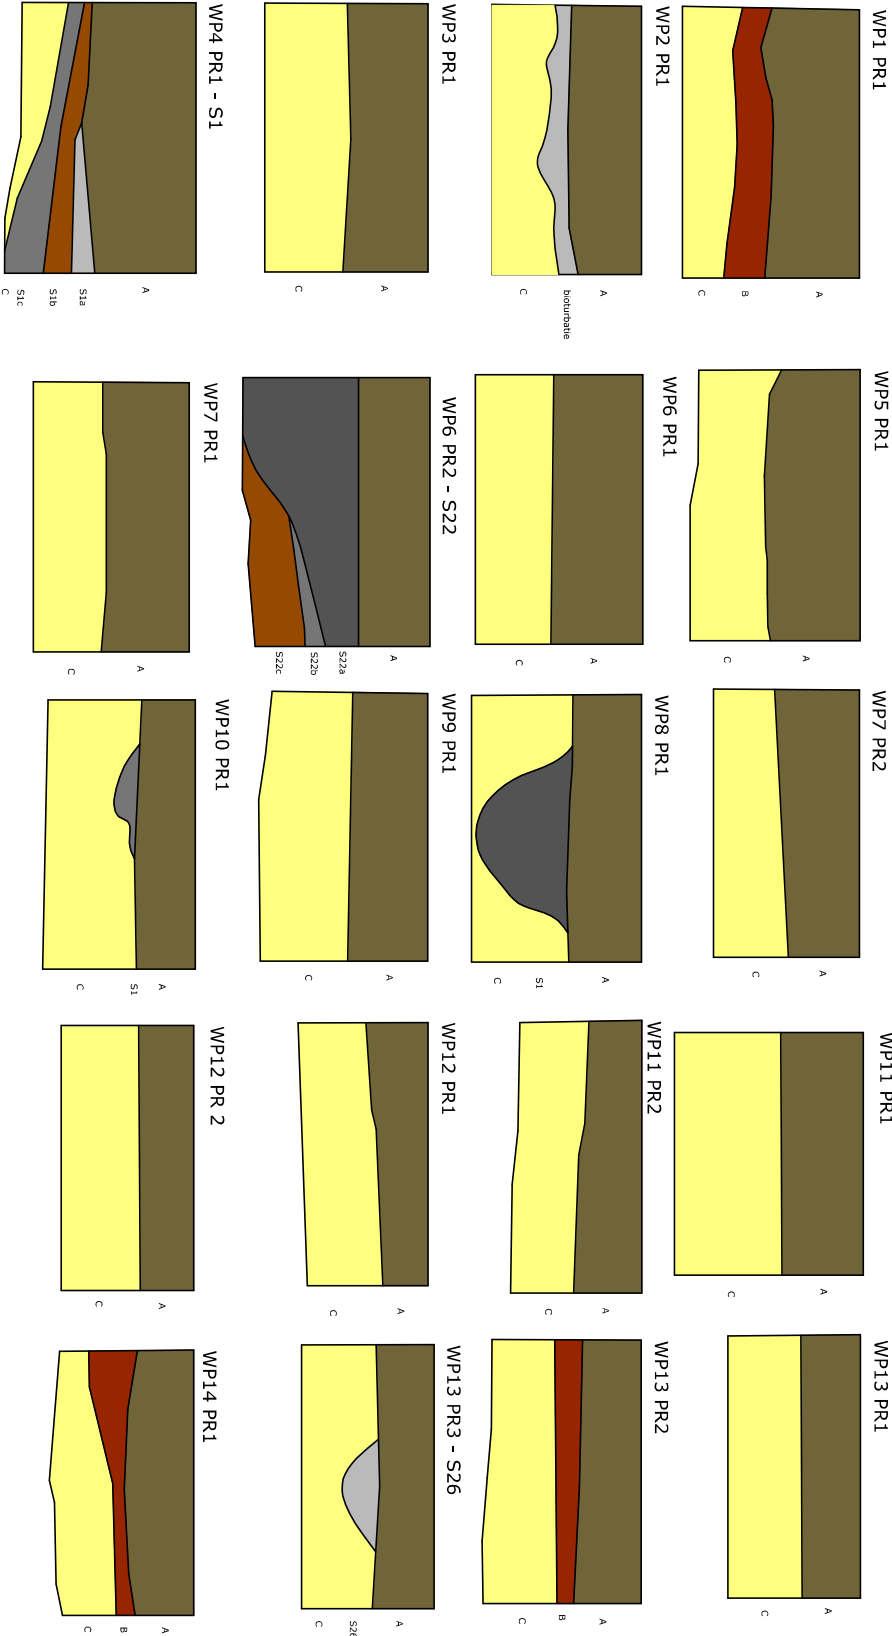 WP1 PR1
A
B
C
WP5 PR1
A
C
WP7 PR2
A
C
WP11 PR1
A
C
WP13 PR1
A
C
WP2 PR1
A
bioturbatie
C
WP6 PR1
A
C
WP8 PR1
A
S1
C
WP11 PR2
A
C
WP13 PR2
A
B
C
WP3 PR1
A
C
WP6 PR2 - S22
A
S22a
S22b
S22c
WP9 PR1
A
C
WP12 PR1
A
C
WP13 PR3 - S26
A
S26
C
WP4 PR1 - S1
A
S1a
S1b
S1c
C
WP7 PR1
A
C
WP10 PR1
A
S1
C
WP12 PR 2
A
C
WP14 PR1
A
B
C